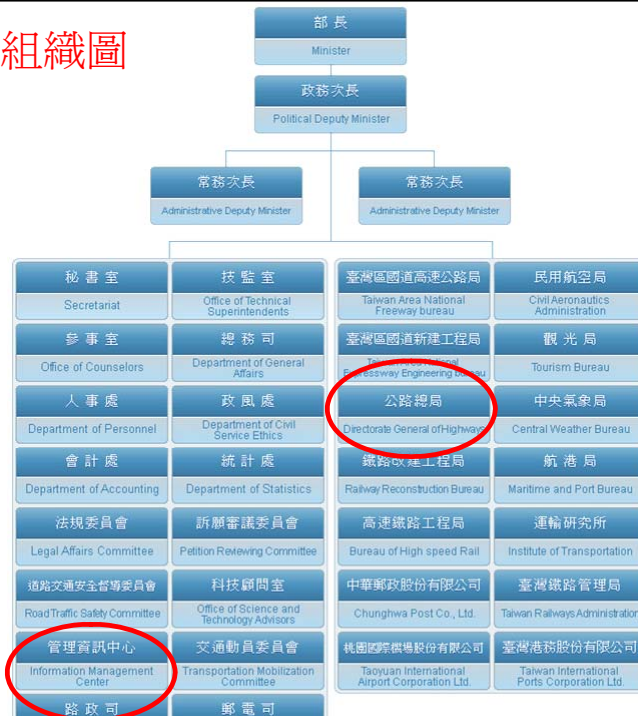 組織圖
部長
Minister
政務次長
Political Deputy Minister
常務次長
Administrative Deputy Minister
常務次長
Administrative Deputy Minister
秘書室
Secretariat
技監室
Office of Technical
Superintendents
參事室
Office of Counselors
總務司
Department of General
Affairs
人事處
Department of Personnel
政風處
Department of Civil
Service Ethics
會計處
Department of Accounting
統計處
Department of Statistics
法規委員會
Legal Affairs Committee
訴願審議委員會
Petition Reviewing Committee
道路交通安全督導委員會
Road Traffic Safety Committee
科技顧問室
Office of Science and
Technology Advisors
管理資訊中心
Information Management
Center
交通動員委員會
Transportation Mobilization
Committee
路政司
郵電司
臺灣區國道高速公路局
Taiwan Area National
Freeway bureau
民用航空局
Civil Aeronautics
Administration
臺灣區國道新建工程局
Taiwan Area National
Expressway Engineering bureau
觀光局
Tourism Bureau
公路總局
Directorate General of Highways
中央氣象局
Central Weather Bureau
鐵路改建工程局
Railway Reconstruction Bureau
航港局
Maritime and Port Bureau
高速鐵路工程局
Bureau of High speed Rail
運輸研究所
Institute of Transportation
中華郵政股份有限公司
Chunghwa Post Co., Ltd.
臺灣鐵路管理局
Taiwan Railways Administration
桃園國際機場股份有限公司
Taoyuan International
Airport Corporation Ltd.
臺灣港務股份有限公司
Taiwan International
Ports Corporation Ltd.